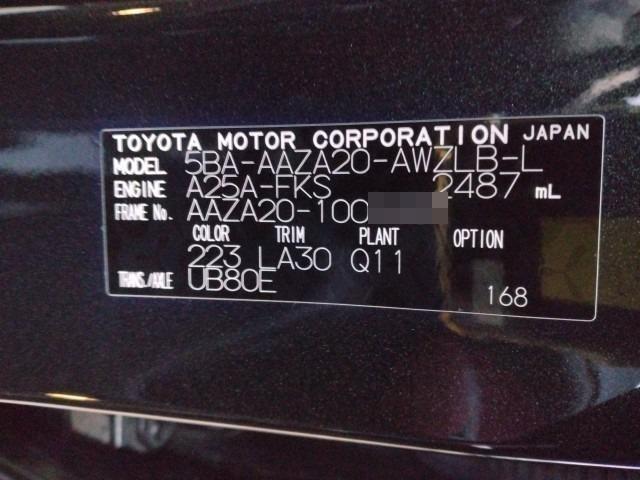 TOYOTA MOTOR CORPORATION JAPAN
MODEL 5BA-AAZA20-AWZLB-L
ENGINE A25A-FKS 2487 mL
FRAME No. AAZA20-100
COLOR TRIM PLANT OPTION
223 LA30 Q11
TRANS./AXLE UB80E
168